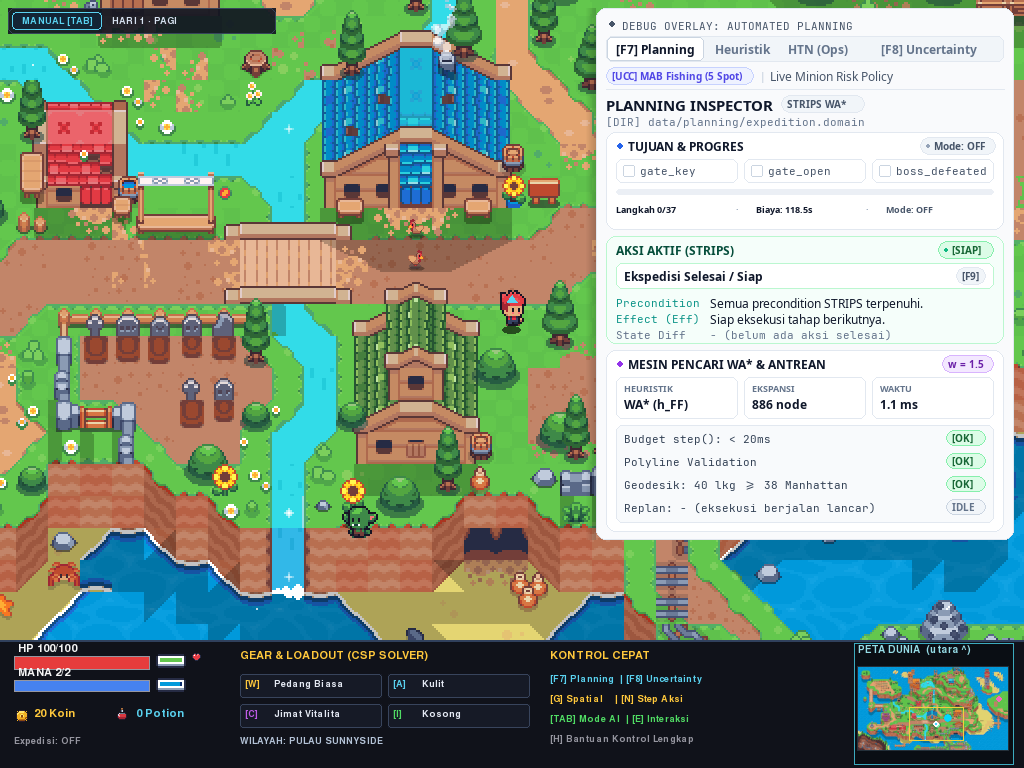 MANUAL [TAB] HARI 1 · PAGI
DEBUG OVERLAY: AUTOMATED PLANNING
[F7] Planning Heuristik HTN (Ops) [F8] Uncertainty
[UCC] MAB Fishing (5 Spot) | Live Minion Risk Policy
PLANNING INSPECTOR STRIPS WA*
[DIR] data/planning/expedition.domain
TUJUAN & PROGRES Mode: OFF
gate_key gate_open boss_defeated
Langkah 0/37 · Biaya: 118.5s · Mode: OFF
AKSI AKTIF (STRIPS) [SIAP]
Ekspedisi Selesai / Siap [F9]
Precondition Semua precondition STRIPS terpenuhi.
Effect (Eff) Siap eksekusi tahap berikutnya.
State Diff - (belum ada aksi selesai)
MESIN PENCARI WA* & ANTREAN w = 1.5
HEURISTIK EKSPANSI WAKTU
WA* (h_FF) 886 node 1.1 ms
Budget step(): < 20ms [OK]
Polyline Validation [OK]
Geodesik: 40 lkg ⩾ 38 Manhattan [OK]
Replan: - (eksekusi berjalan lancar) IDLE
HP 100/100
MANA 2/2
20 Koin 0 Potion
Expedisi: OFF
GEAR & LOADOUT (CSP SOLVER)
[W] Pedang Biasa [A] Kulit
[C] Jimat Vitalita [I] Kosong
WILAYAH: PULAU SUNNYSIDE
KONTROL CEPAT
[F7] Planning | [F8] Uncertainty
[G] Spatial | [N] Step Aksi
[TAB] Mode AI | [E] Interaksi
[H] Bantuan Kontrol Lengkap
PETA DUNIA (utara ^)